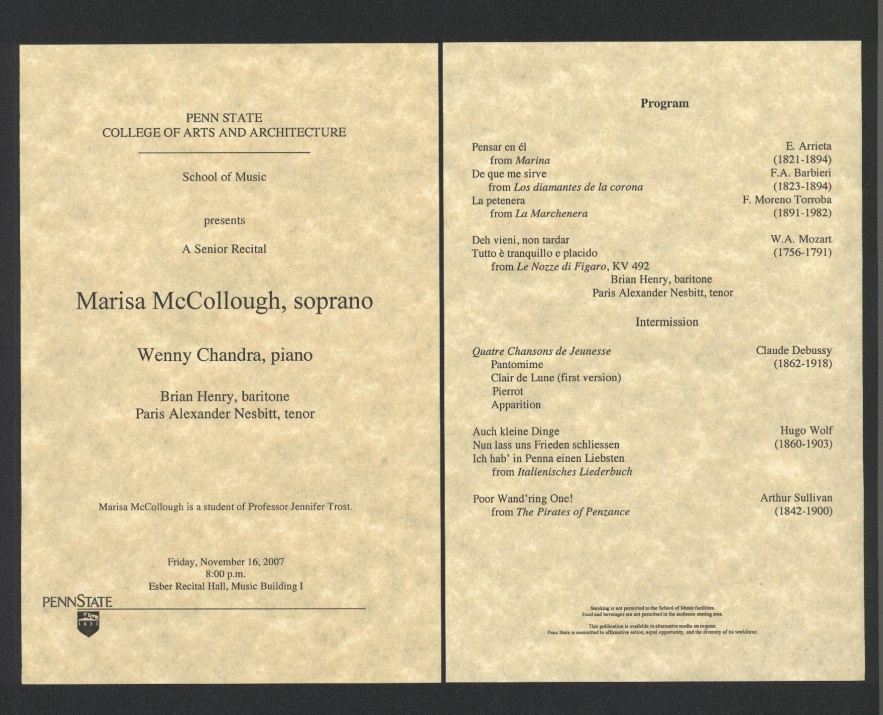 PENN STATE
COLLEGE OF ARTS AND ARCHITECTURE
School of Music
presents
A Senior Recital
Marisa McCollough, soprano
Wenny Chandra, piano
Brian Henry, baritone
Paris Alexander Nesbitt, tenor
Marisa McCollough is a student of Professor Jennifer Trost.
Friday, November 16, 2007
8:00 p.m.
Esber Recital Hall, Music Building I
PENNSTATE
1855
Program
Pensar en él E. Arrieta
from Marina (1821-1894)
De que me sirve F.A. Barbieri
from Los diamantes de la corona (1823-1894)
La petenera F. Moreno Torroba
from La Marchenera (1891-1982)
Deh vieni, non tardar W.A. Mozart
Tutto è tranquillo e placido (1756-1791)
from Le Nozze di Figaro, KV 492
Brian Henry, baritone
Paris Alexander Nesbitt, tenor
Intermission
Quatre Chansons de Jeunesse Claude Debussy
Pantomime (1862-1918)
Clair de Lune (first version)
Pierrot
Apparition
Auch kleine Dinge Hugo Wolf
Nun lass uns Frieden schliessen (1860-1903)
Ich hab' in Penna einen Liebsten
from Italienisches Liederbuch
Poor Wand'ring One! Arthur Sullivan
from The Pirates of Penzance (1842-1900)
Smoking is not permitted in the School of Music facilities.
Food and beverages are not permitted in the audience seating area.
This publication is available in alternative media on request.
Penn State is committed to affirmative action, equal opportunity, and the diversity of its workforce.